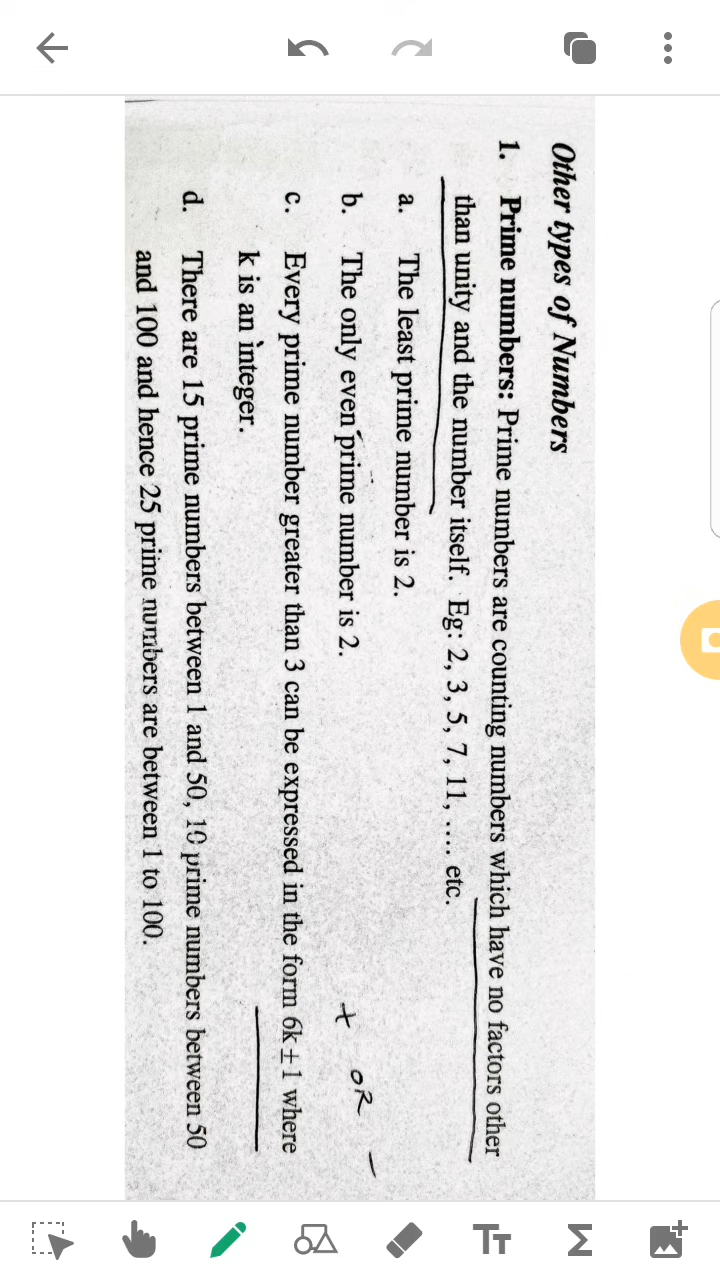 Other types of Numbers
1. Prime numbers: Prime numbers are counting numbers which have no factors other
than unity and the number itself. Eg: 2, 3, 5, 7, 11, .... etc.
a. The least prime number is 2.
b. The only even prime number is 2.
+ OR –
c. Every prime number greater than 3 can be expressed in the form 6k ± 1 where
k is an integer.
d. There are 15 prime numbers between 1 and 50, 10 prime numbers between 50
and 100 and hence 25 prime numbers are between 1 to 100.